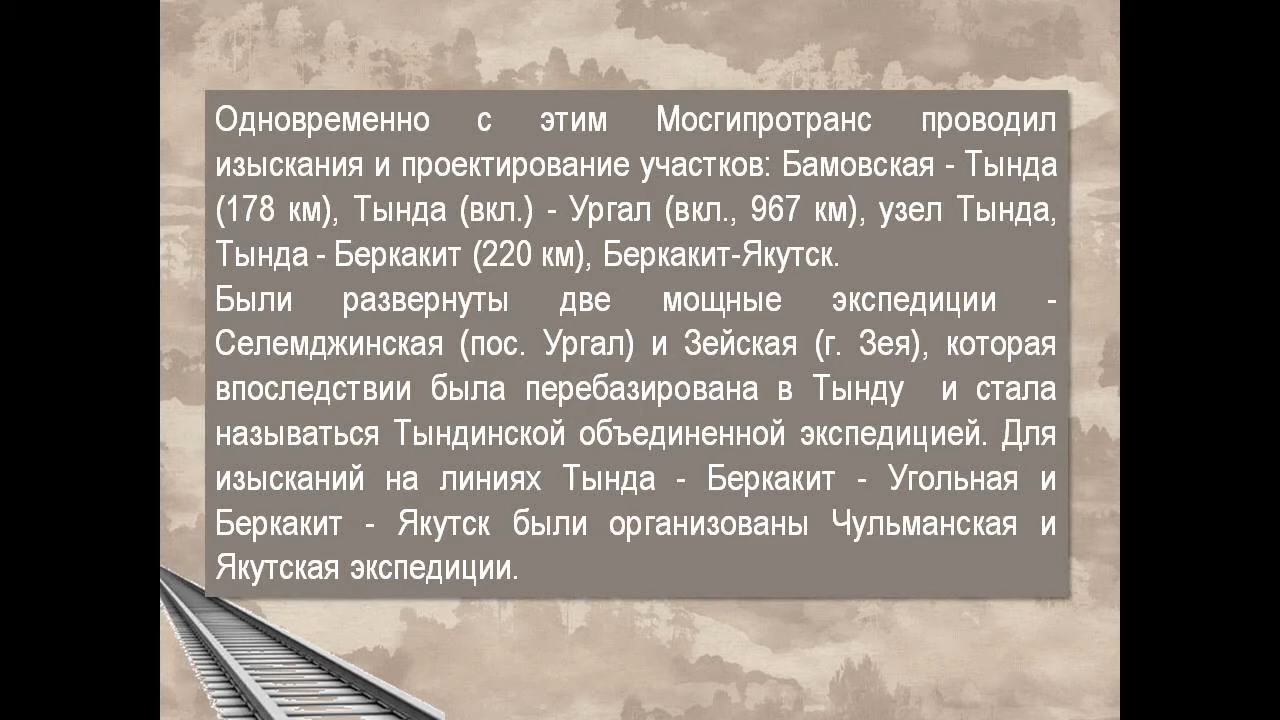 Одновременно с этим Мосгипротранс проводил
изыскания и проектирование участков: Бамовская - Тында
(178 км), Тында (вкл.) - Ургал (вкл., 967 км), узел Тында,
Тында - Беркакит (220 км), Беркакит-Якутск.
Были развернуты две мощные экспедиции -
Селемджинская (пос. Ургал) и Зейская (г. Зея), которая
впоследствии была перебазирована в Тынду и стала
называться Тындинской объединенной экспедицией. Для
изысканий на линиях Тында - Беркакит - Угольная и
Беркакит - Якутск были организованы Чульманская и
Якутская экспедиции.